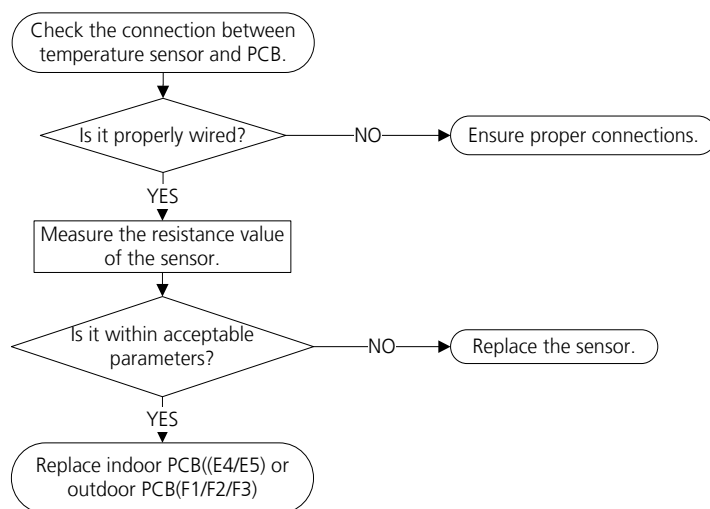 Check the connection between
temperature sensor and PCB.
Is it properly wired?
NO
Ensure proper connections.
YES
Measure the resistance value
of the sensor.
Is it within acceptable
parameters?
NO
Replace the sensor.
YES
Replace indoor PCB((E4/E5) or
outdoor PCB(F1/F2/F3)